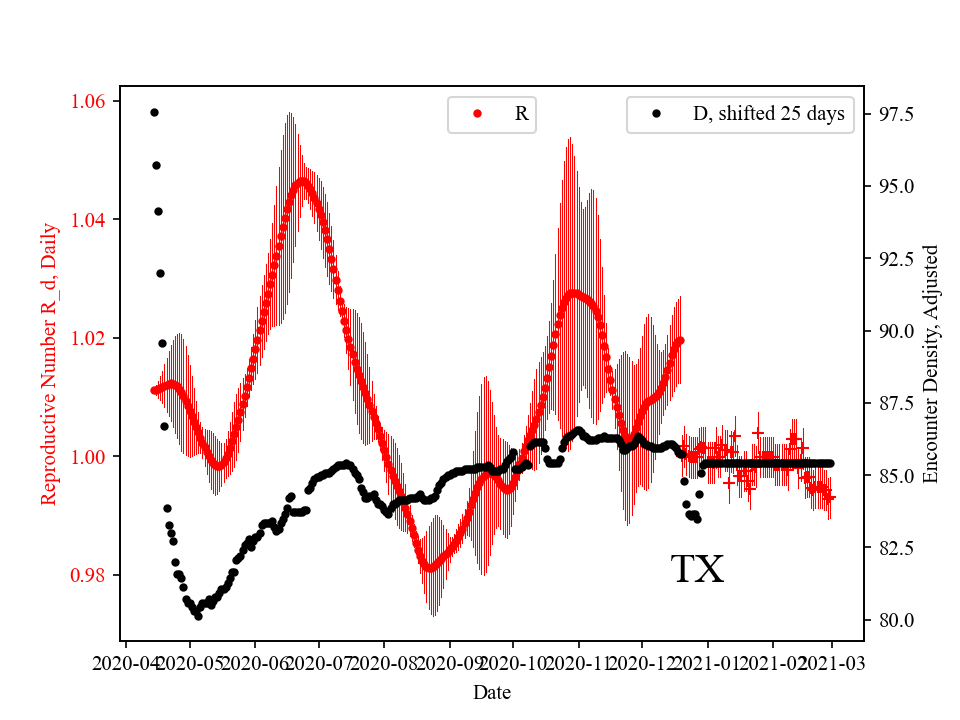 R
D, shifted 25 days
1.06
1.04
1.02
1.00
0.98
Reproductive Number R_d, Daily
97.5
95.0
92.5
90.0
87.5
85.0
82.5
80.0
Encounter Density, Adjusted
TX
2020-04 2020-05 2020-06 2020-07 2020-08 2020-09 2020-10 2020-11 2020-12 2021-01 2021-02 2021-03
Date